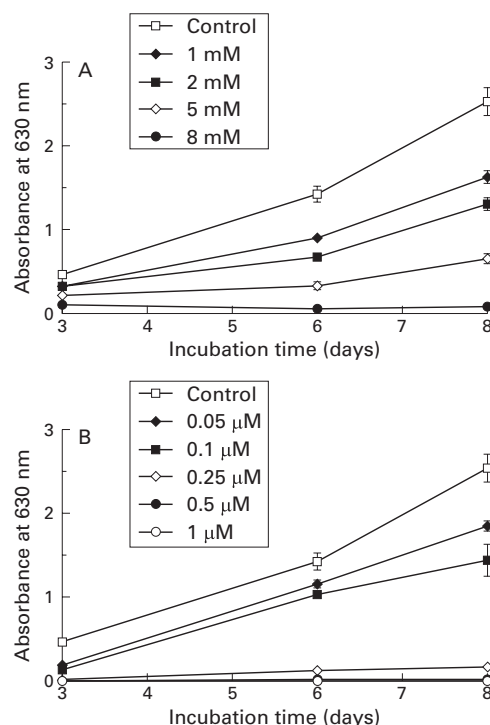 Control
1 mM
2 mM
5 mM
8 mM
A
Absorbance at 630 nm
3
2
1
0
3 4 5 6 7 8
Incubation time (days)
Control
0.05 μM
0.1 μM
0.25 μM
0.5 μM
1 μM
B
Absorbance at 630 nm
3
2
1
0
3 4 5 6 7 8
Incubation time (days)